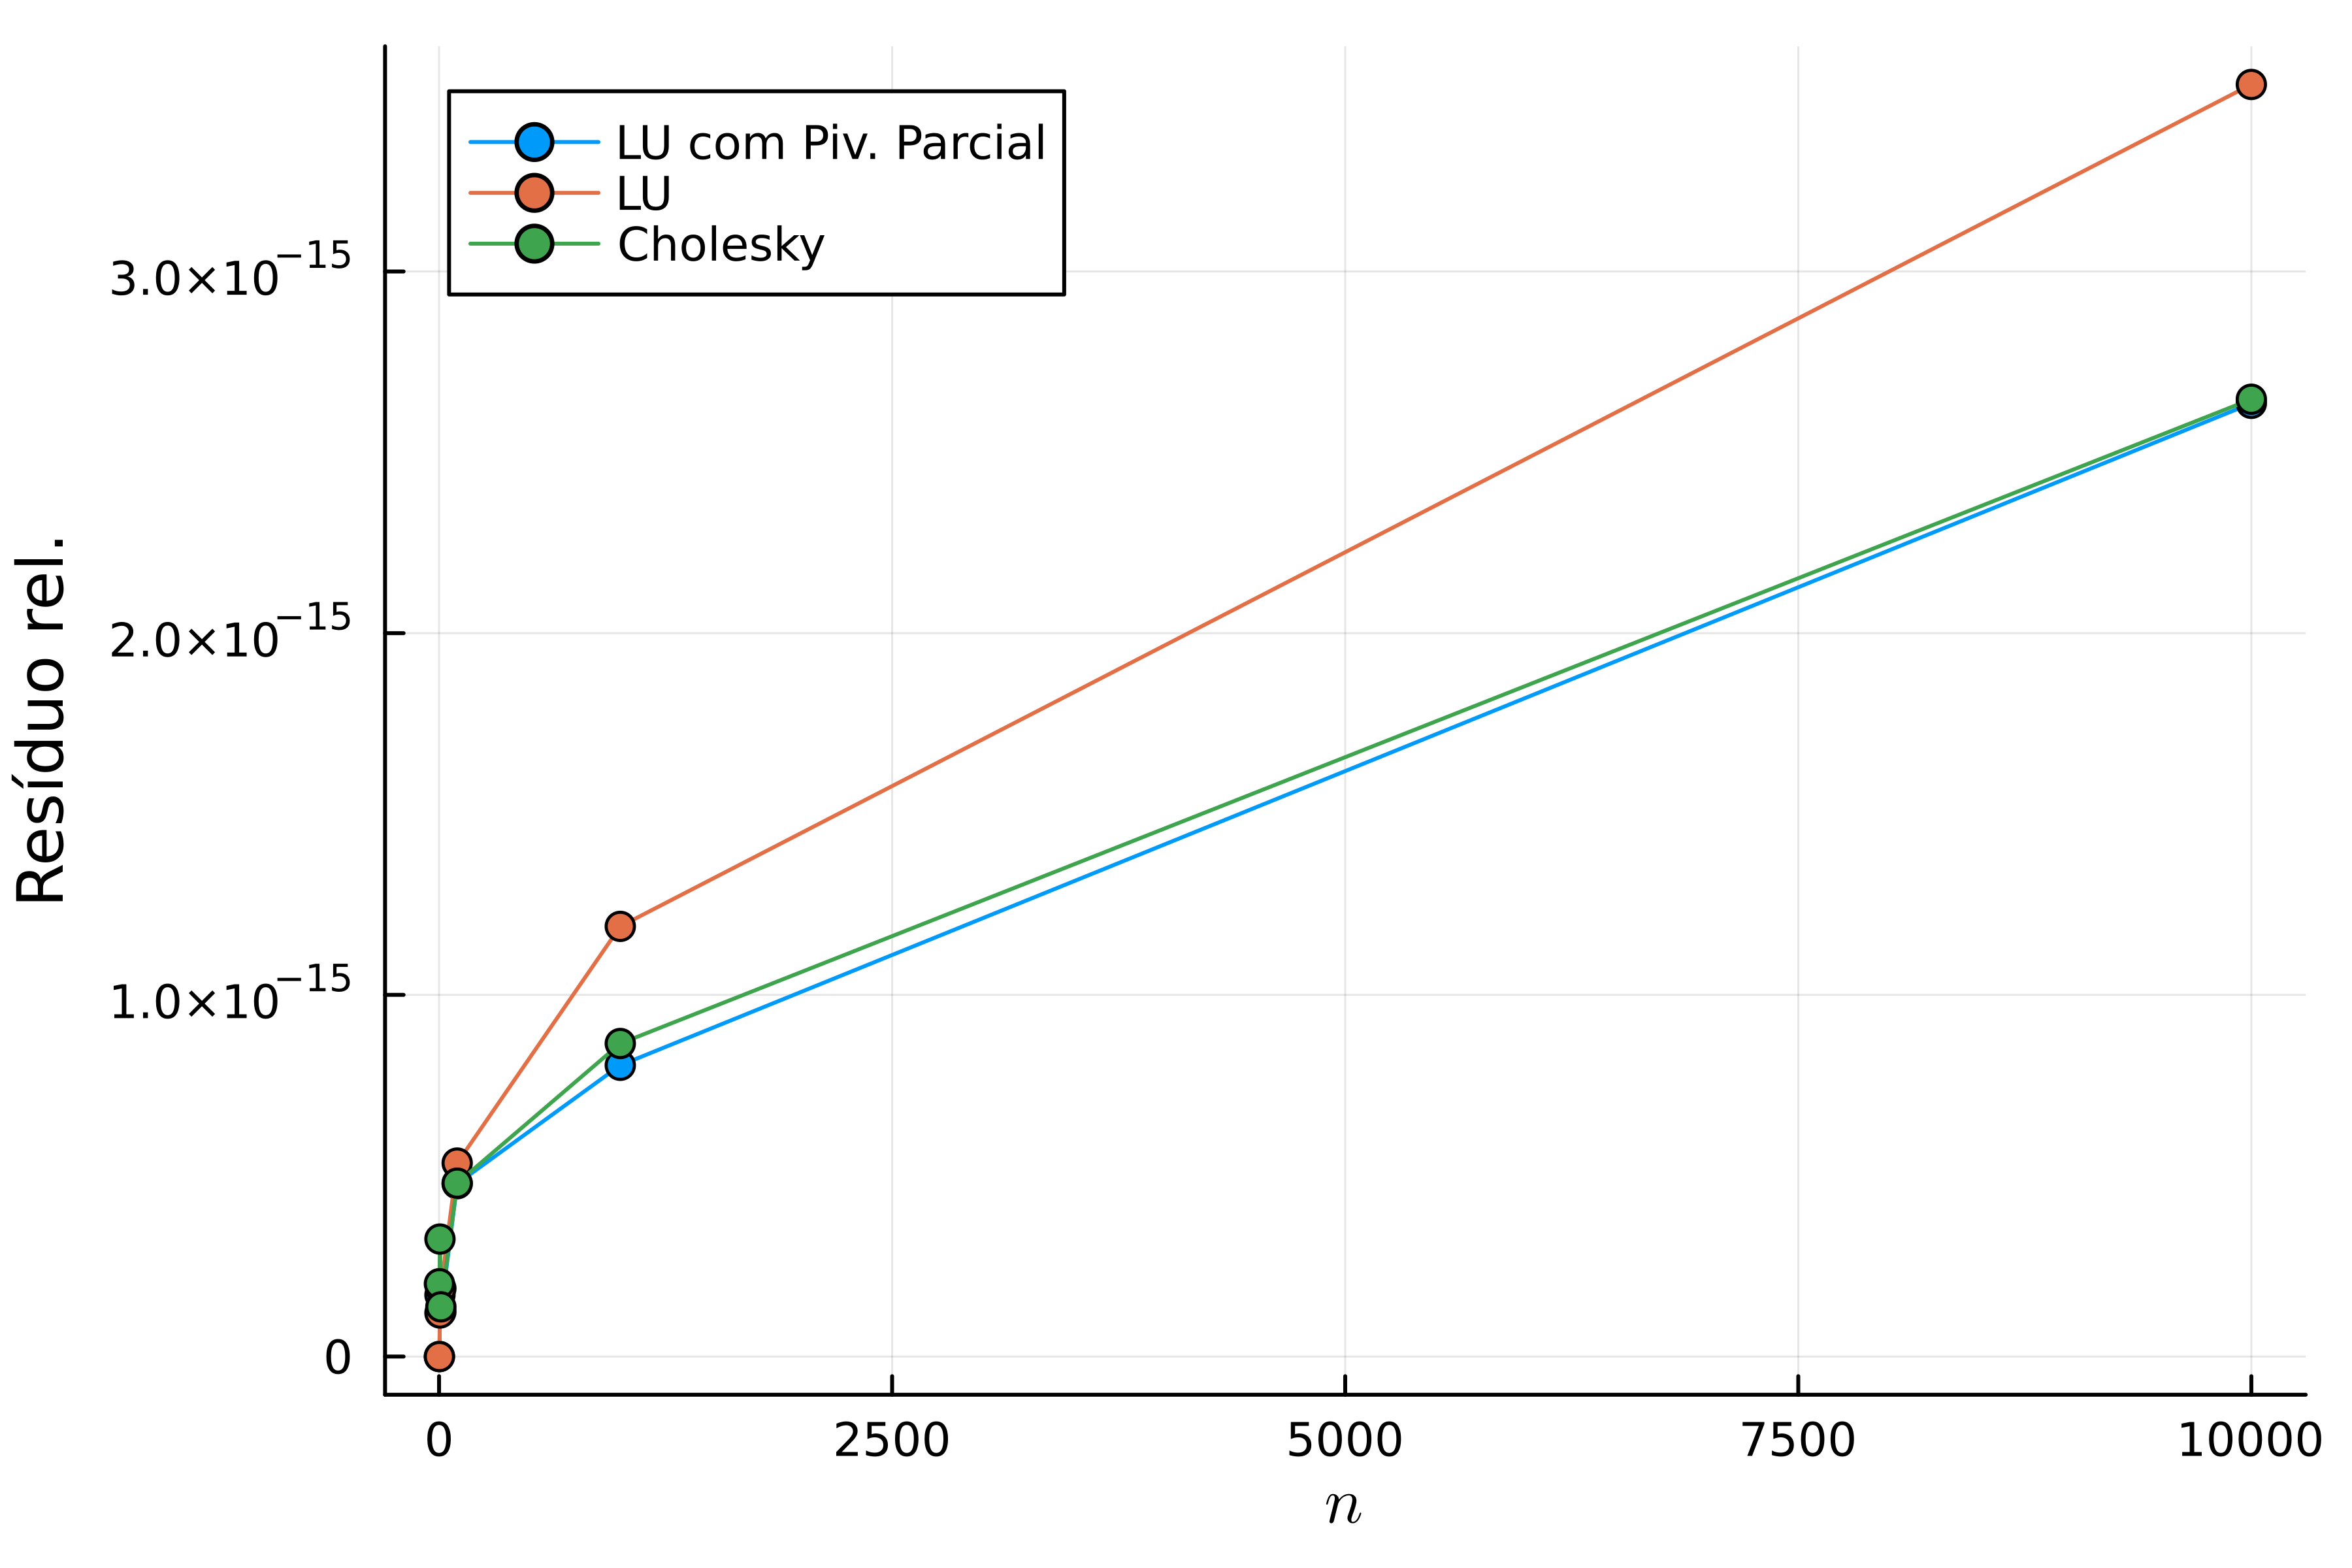 LU com Piv. Parcial
LU
Cholesky
Resíduo rel.
3.0×10⁻¹⁵
2.0×10⁻¹⁵
1.0×10⁻¹⁵
0
0 2500 5000 7500 10000
n